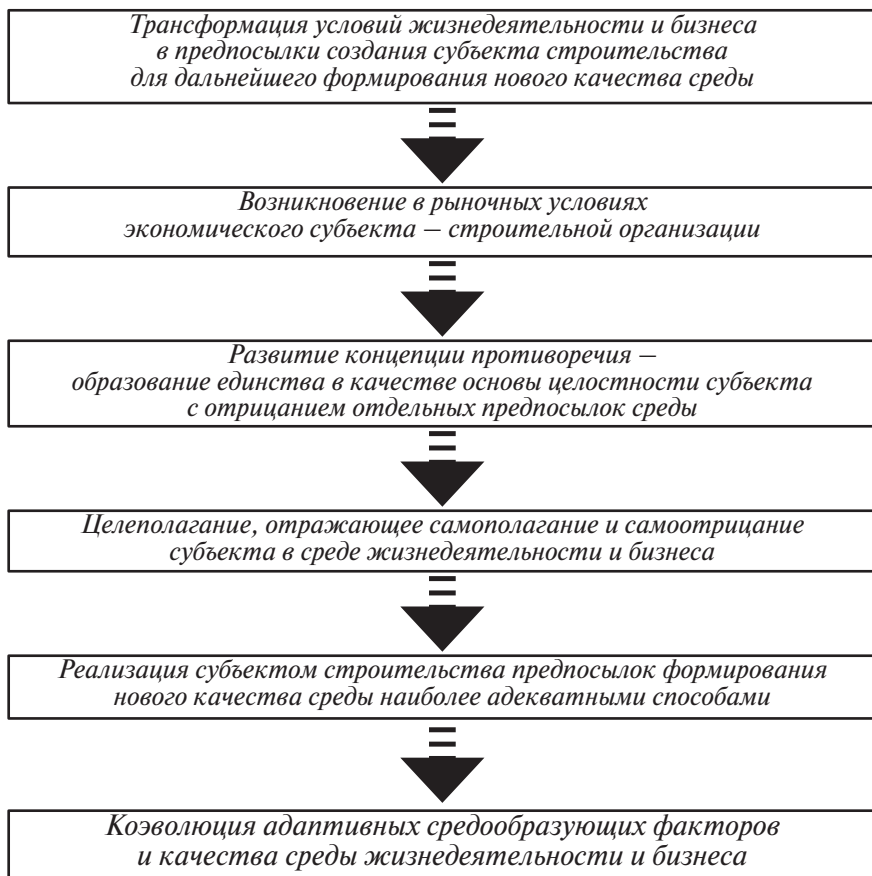 Трансформация условий жизнедеятельности и бизнеса
в предпосылки создания субъекта строительства
для дальнейшего формирования нового качества среды
Возникновение в рыночных условиях
экономического субъекта – строительной организации
Развитие концепции противоречия –
образование единства в качестве основы целостности субъекта
с отрицанием отдельных предпосылок среды
Целеполагание, отражающее самополагание и самоотрицание
субъекта в среде жизнедеятельности и бизнеса
Реализация субъектом строительства предпосылок формирования
нового качества среды наиболее адекватными способами
Коэволюция адаптивных средообразующих факторов
и качества среды жизнедеятельности и бизнеса